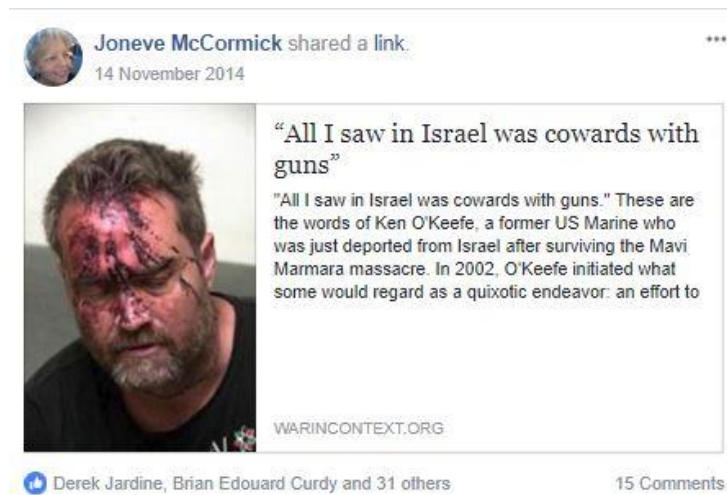 Joneve McCormick shared a link.
14 November 2014
“All I saw in Israel was cowards with
guns”
"All I saw in Israel was cowards with guns." These are
the words of Ken O'Keefe, a former US Marine who
was just deported from Israel after surviving the Mavi
Marmara massacre. In 2002, O'Keefe initiated what
some would regard as a quixotic endeavor: an effort to
WARINCONTEXT.ORG
Derek Jardine, Brian Edouard Curdy and 31 others
15 Comments